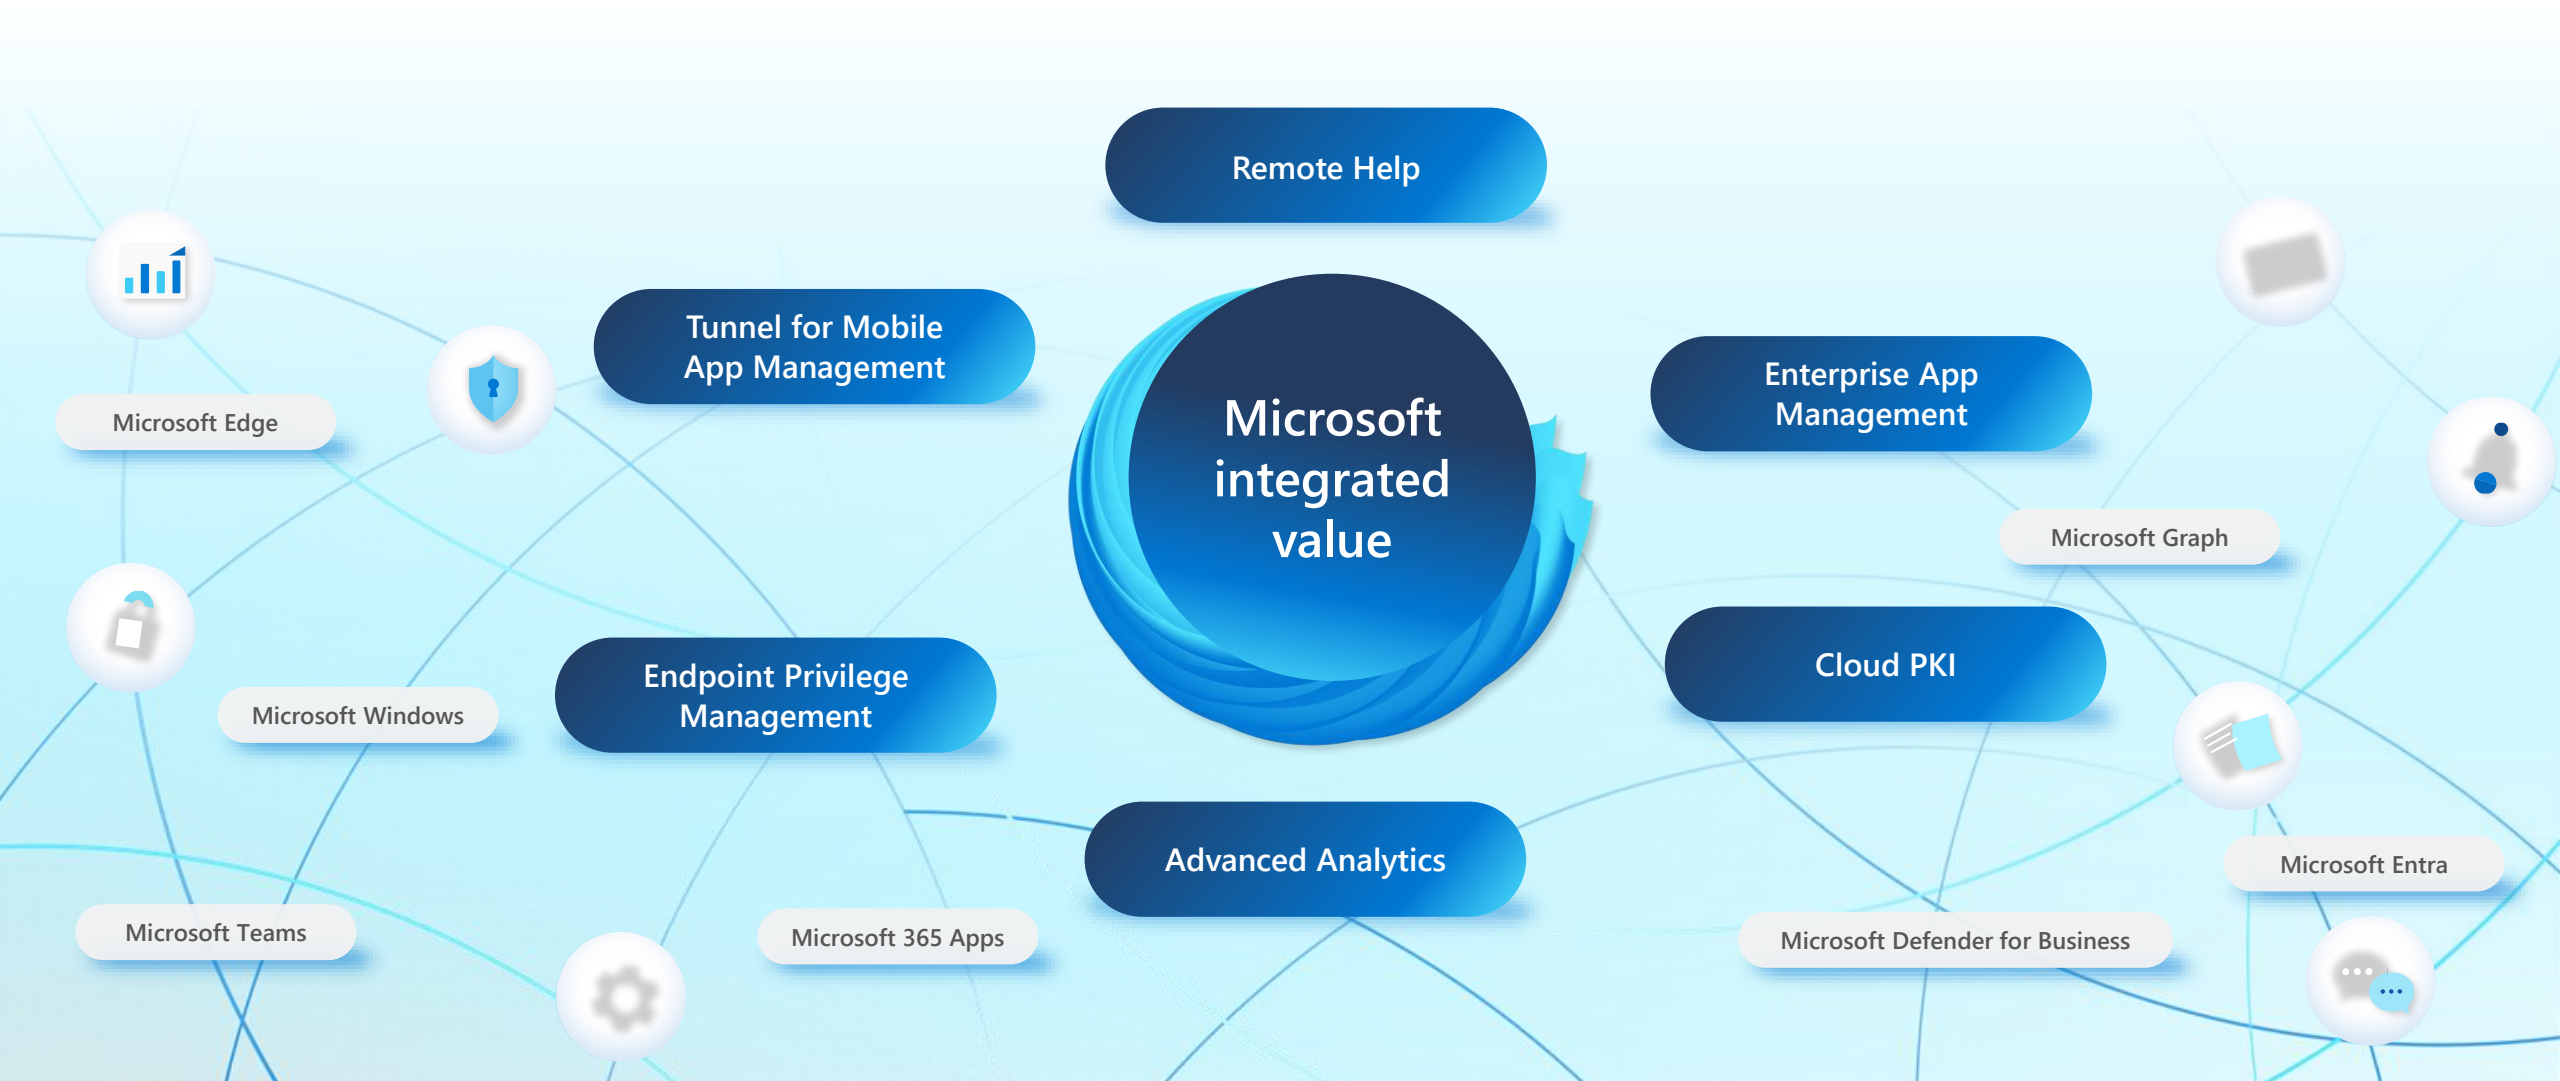 Remote Help
Tunnel for Mobile
App Management
Enterprise App
Management
Microsoft
integrated
value
Microsoft Edge
Microsoft Graph
Endpoint Privilege
Management
Cloud PKI
Microsoft Windows
Advanced Analytics
Microsoft Entra
Microsoft Teams
Microsoft 365 Apps
Microsoft Defender for Business